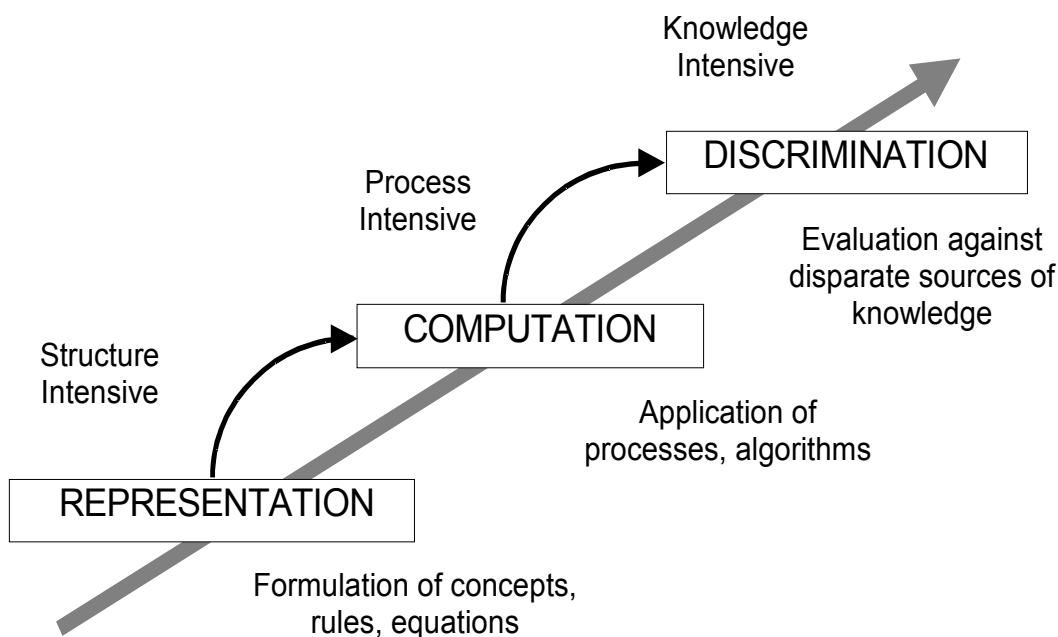 Knowledge
Intensive
DISCRIMINATION
Process
Intensive
Evaluation against
disparate sources of
knowledge
COMPUTATION
Structure
Intensive
Application of
processes, algorithms
REPRESENTATION
Formulation of concepts,
rules, equations